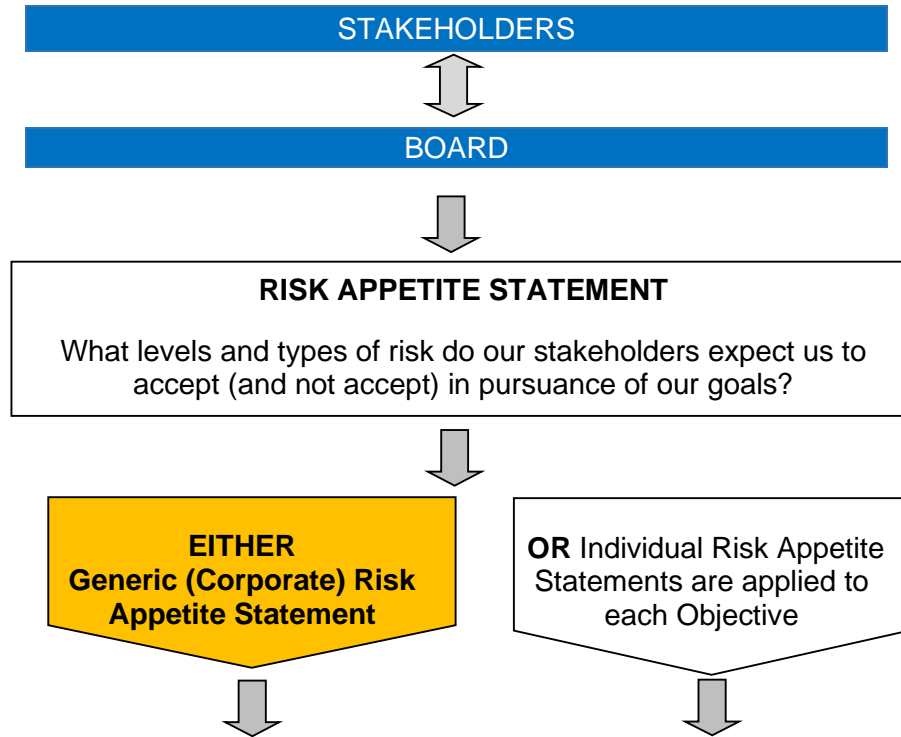 STAKEHOLDERS
BOARD
RISK APPETITE STATEMENT
What levels and types of risk do our stakeholders expect us to
accept (and not accept) in pursuance of our goals?
EITHER
Generic (Corporate) Risk
Appetite Statement
OR Individual Risk Appetite
Statements are applied to
each Objective